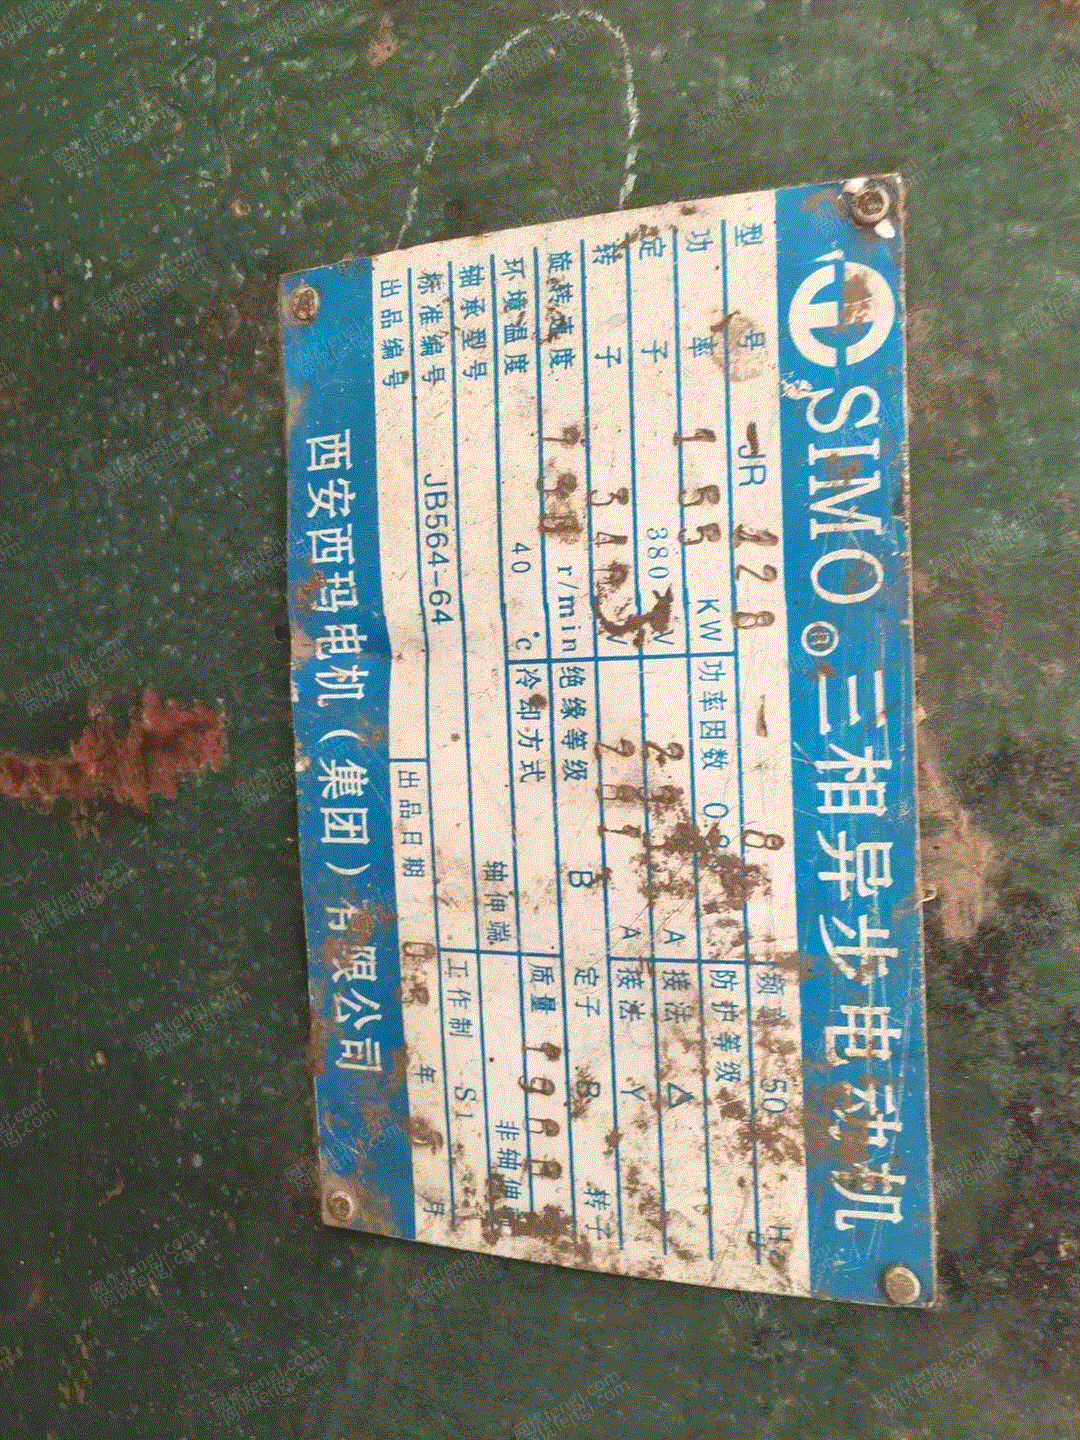 SIMO® 三相异步电动机
型号 JR 128 - 8 频率 50 Hz
功率 155 KW 功率因数 0.8 防护等级
定子 380 V A 接法 △
转子 34 V A 接法 Y
旋转速度 r/min 绝缘等级 B 定子 B 转子
环境温度 40 ℃ 冷却方式 质量
轴承型号 轴伸端 非轴伸端
标准编号 JB564-64 工作制 S1
出品编号 出品日期 年 月
西安西玛电机（集团）有限公司